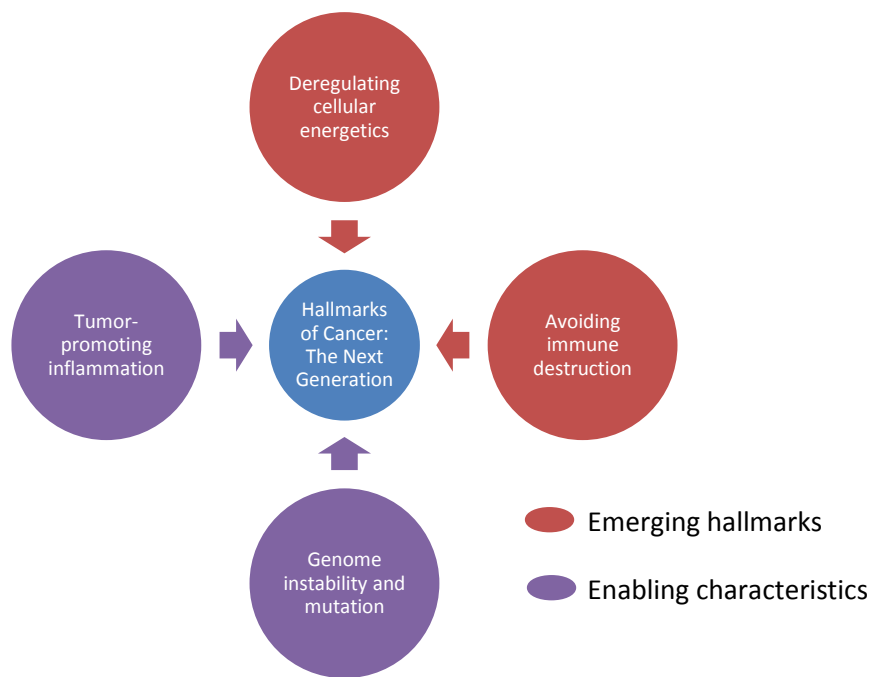 Deregulating
cellular
energetics
Tumor-
promoting
inflammation
Hallmarks
of Cancer:
The Next
Generation
Avoiding
immune
destruction
Genome
instability and
mutation
Emerging hallmarks
Enabling characteristics